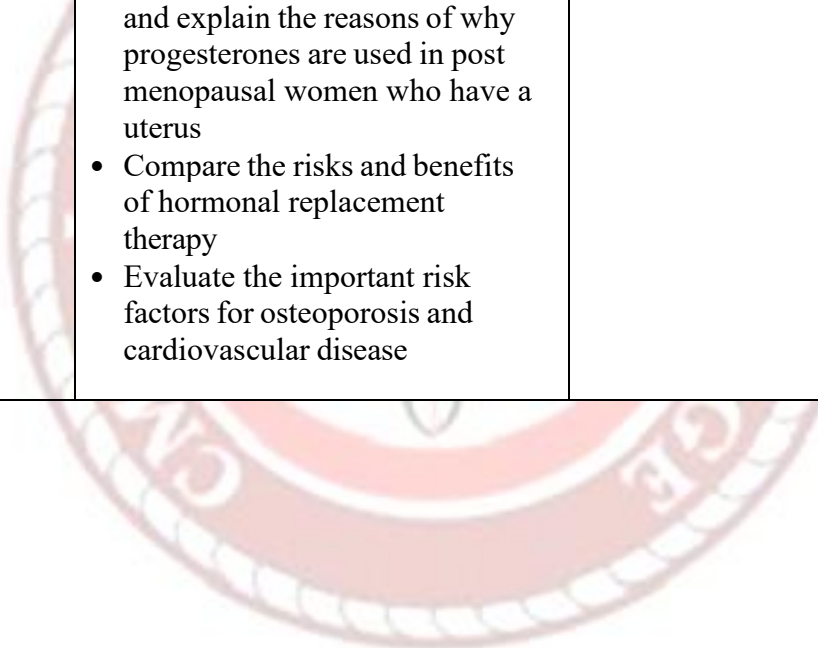 and explain the reasons of why
progesterones are used in post
menopausal women who have a
uterus
• Compare the risks and benefits
of hormonal replacement
therapy
• Evaluate the important risk
factors for osteoporosis and
cardiovascular disease